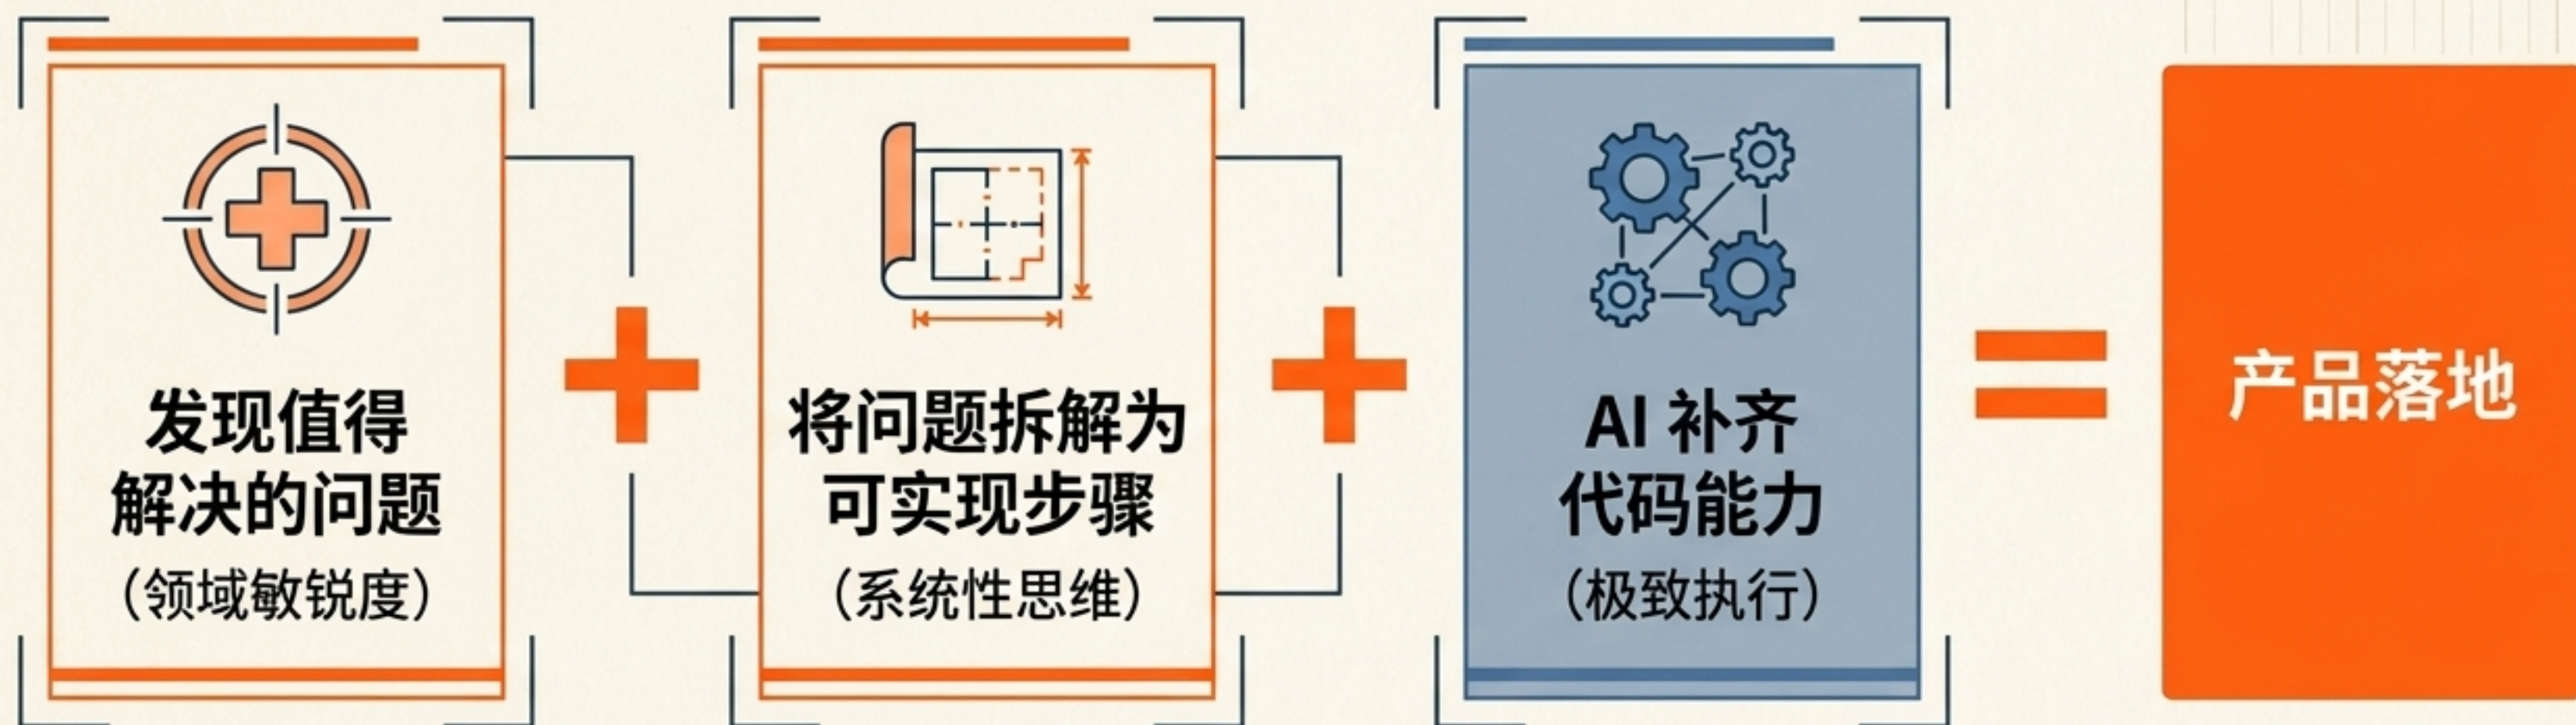 发现值得
解决的问题
（领域敏锐度）
+
将问题拆解为
可实现步骤
（系统性思维）
+
AI 补齐
代码能力
（极致执行）
=
产品落地